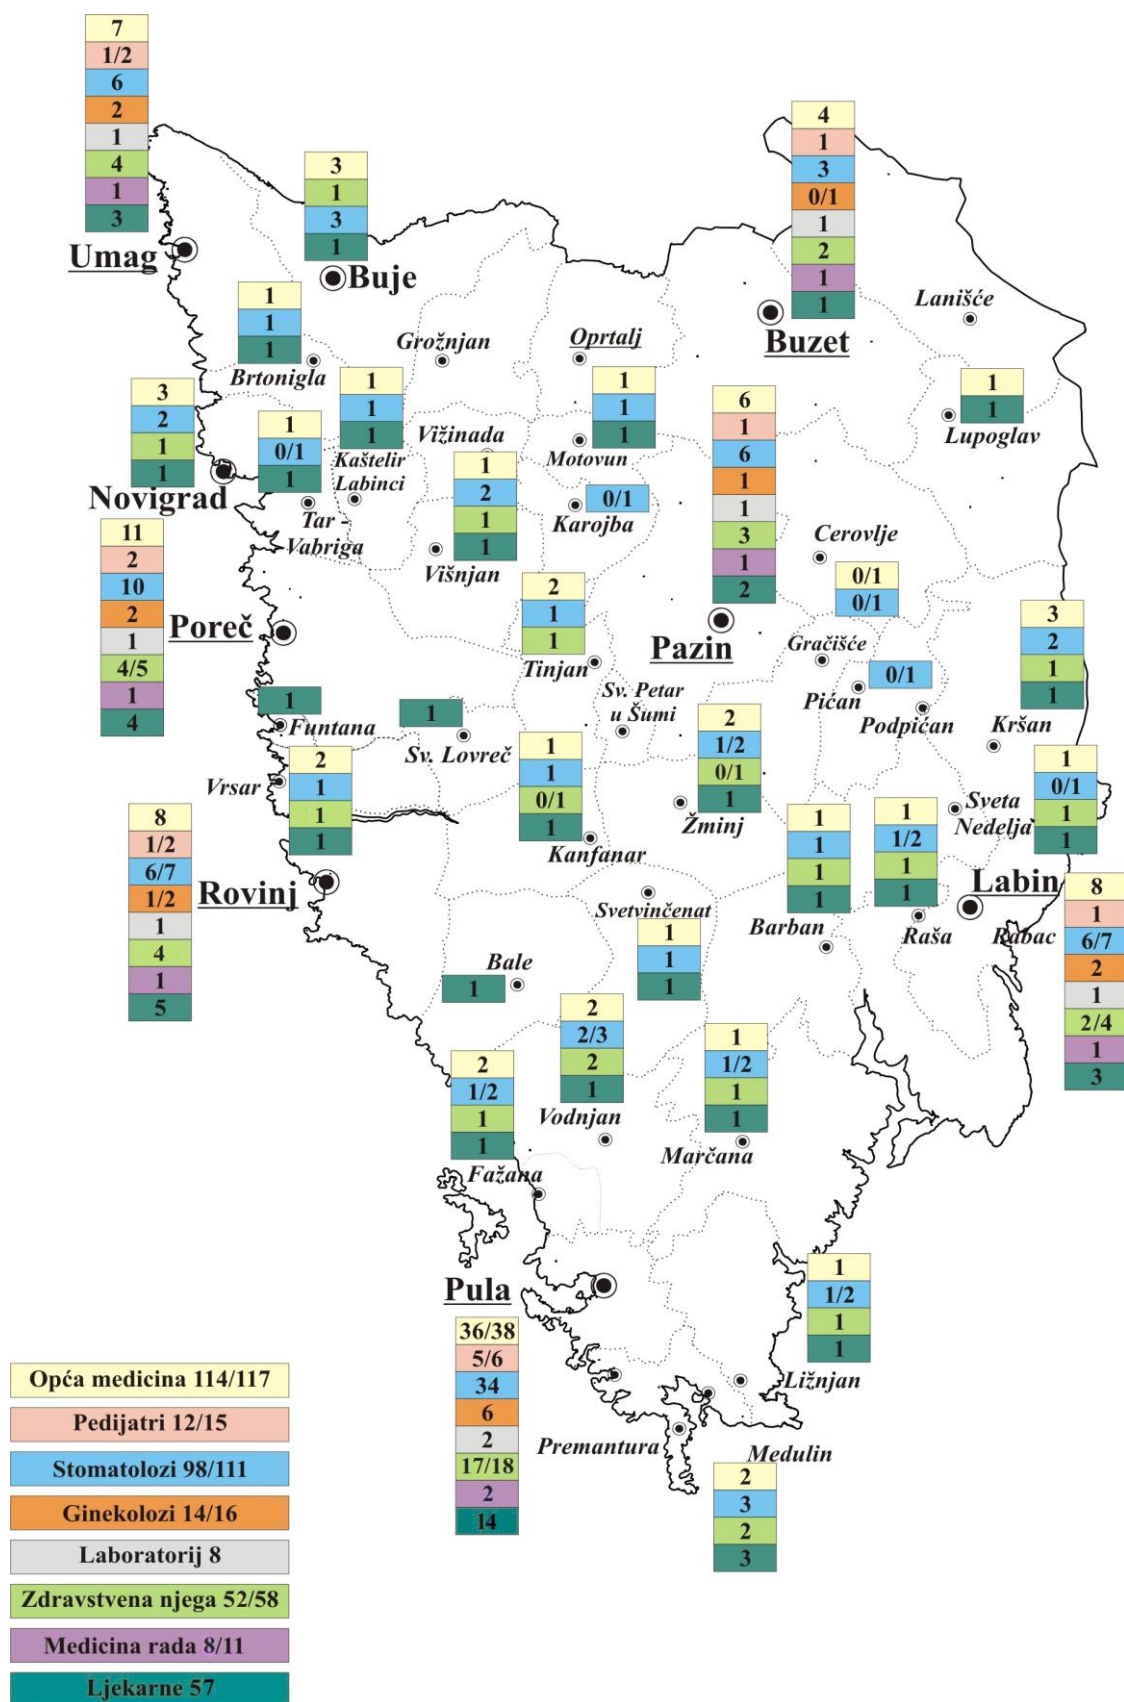 7
1/2
6
2
1
4
1
3
Umag
3
1
3
1
Buje
4
1
3
0/1
1
2
1
1
Buzet
Lanišće
1
1
1
Brtonigla
Grožnjan
Oprtalj
1
1
Lupoglav
3
2
1
1
Novigrad
1
0/1
1
Tar -
Vabriga
1
1
1
Kaštelir
Labinci
Vižinada
1
2
1
1
Višnjan
1
1
1
Motovun
0/1
Karojba
6
1
6
1
1
3
1
2
Pazin
Cerovlje
0/1
0/1
Gračišće
11
2
10
2
1
4/5
1
4
Poreč
2
1
1
Tinjan
Sv. Petar
u Šumi
0/1
Pićan
Podpićan
3
2
1
1
Kršan
1
Funtana
1
Sv. Lovreč
2
1
1
1
Vrsar
1
1
0/1
1
Kanfanar
2
1/2
0/1
1
Žminj
1
0/1
1
1
Sveta
Nedelja
8
1/2
6/7
1/2
1
4
1
5
Rovinj
1
1
1
1
Barban
1
1/2
1
1
Raša
Labin
Rabac
8
1
6/7
2
1
2/4
1
3
Svetvinčenat
1
1
1
Bale
1
2
2/3
2
1
Vodnjan
2
1/2
1
1
Fažana
1
1/2
1
1
Marčana
Pula
36/38
5/6
34
6
2
17/18
2
14
1
1/2
1
1
Ližnjan
Premantura
Medulin
2
3
2
3
Opća medicina 114/117
Pedijatri 12/15
Stomatolozi 98/111
Ginekolozi 14/16
Laboratorij 8
Zdravstvena njega 52/58
Medicina rada 8/11
Ljekarne 57